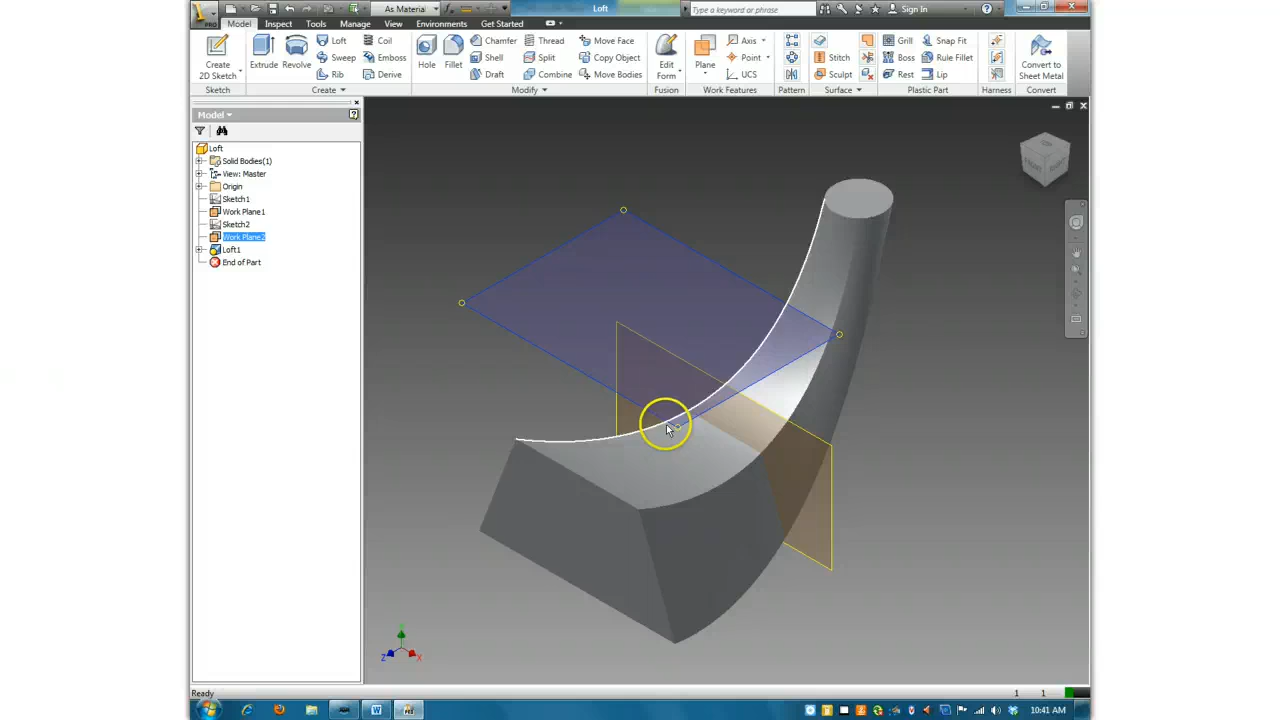 PRO
As Material
Loft
Type a keyword or phrase
Sign In
Model
Inspect
Tools
Manage
View
Environments
Get Started
Create
2D Sketch
Extrude
Revolve
Loft
Sweep
Rib
Coil
Emboss
Derive
Hole
Fillet
Chamfer
Shell
Draft
Thread
Split
Combine
Move Face
Copy Object
Move Bodies
Edit
Form
Plane
Axis
Point
UCS
Stitch
Sculpt
Grill
Boss
Rest
Snap Fit
Rule Fillet
Lip
Convert to
Sheet Metal
Sketch
Create
Modify
Fusion
Work Features
Pattern
Surface
Plastic Part
Harness
Convert
Model
Loft
Solid Bodies(1)
View: Master
Origin
Sketch1
Work Plane1
Sketch2
Work Plane2
Loft1
End of Part
FRONT
RIGHT
Z
X
Ready
1
1
10:41 AM